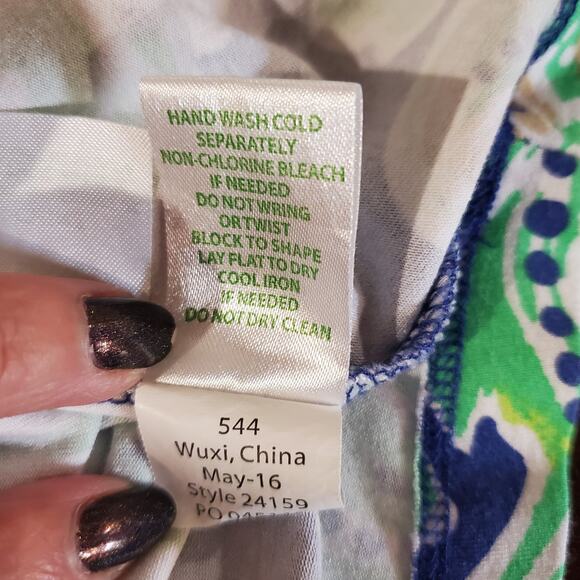 HAND WASH COLD
SEPARATELY
NON-CHLORINE BLEACH
IF NEEDED
DO NOT WRING
OR TWIST
BLOCK TO SHAPE
LAY FLAT TO DRY
COOL IRON
IF NEEDED
DO NOT DRY CLEAN
544
Wuxi, China
May-16
Style 24159
PO